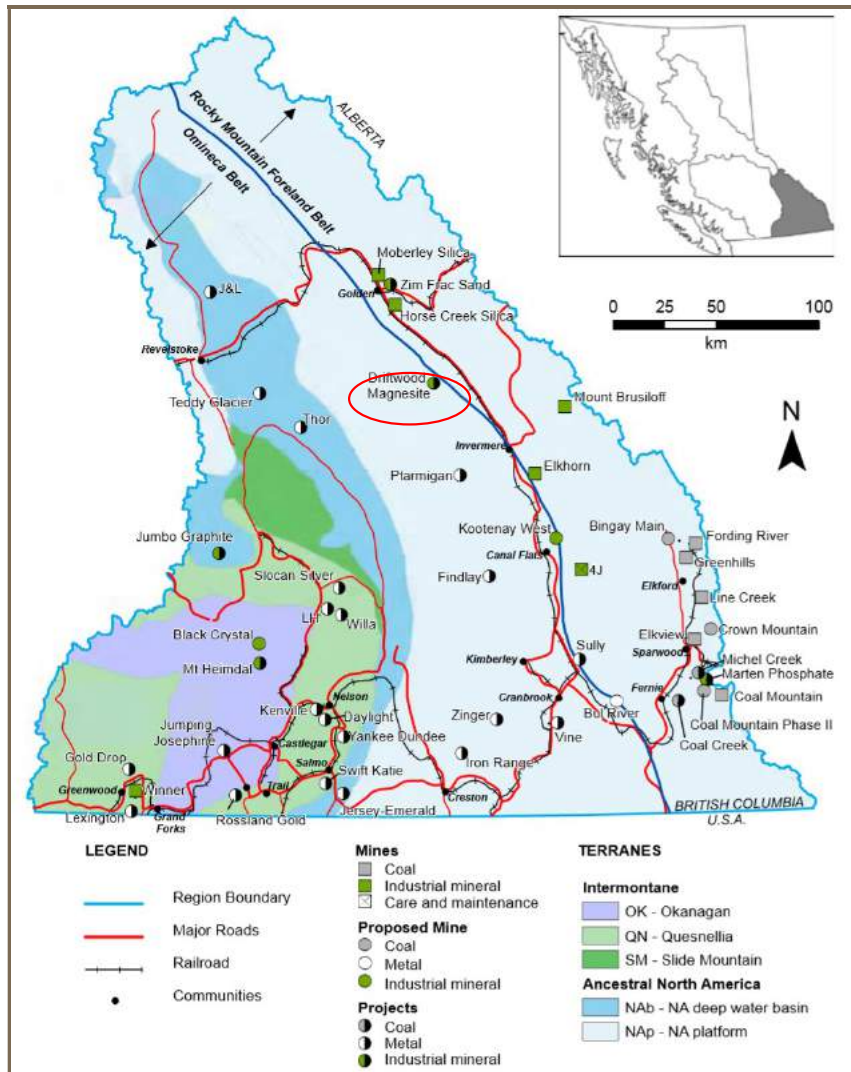 ALBERTA
Rocky Mountain Foreland Belt
Omineca Belt
Moberley Silica
Zim Frac Sand
Golden
Horse Creek Silica
J&L
Revelstoke
Driftwood
Magnesite
Teddy Glacier
Thor
Mount Brusiloff
Invermere
Elkhorn
Ptarmigan
0 25 50 100
km
N
Jumbo Graphite
Kootenay West
Bingay Main
Fording River
Greenhills
Canal Flats
4J
Slocan Silver
Findlay
Elkford
Line Creek
LH
Willa
Black Crystal
Crown Mountain
Elkview
Mt Heimdal
Kimberley
Sully
Sparwood
Michel Creek
Marten Phosphate
Nelson
Kenville
Daylight
Cranbrook
Fernie
Coal Mountain
Bul River
Coal Mountain Phase II
Coal Creek
Jumping
Josephine
Yankee Dundee
Zinger
Vine
Castlegar
Salmo
Iron Range
Gold Drop
Swift Katie
Greenwood
Winner
Trail
Creston
Lexington
Grand
Forks
Rossland Gold
Jersey-Emerald
BRITISH COLUMBIA
U.S.A.
LEGEND
Region Boundary
Major Roads
Railroad
Communities
Mines
Coal
Industrial mineral
Care and maintenance
Proposed Mine
Coal
Metal
Industrial mineral
Projects
Coal
Metal
Industrial mineral
TERRANES
Intermontane
OK - Okanagan
QN - Quesnellia
SM - Slide Mountain
Ancestral North America
NAb - NA deep water basin
NAp - NA platform